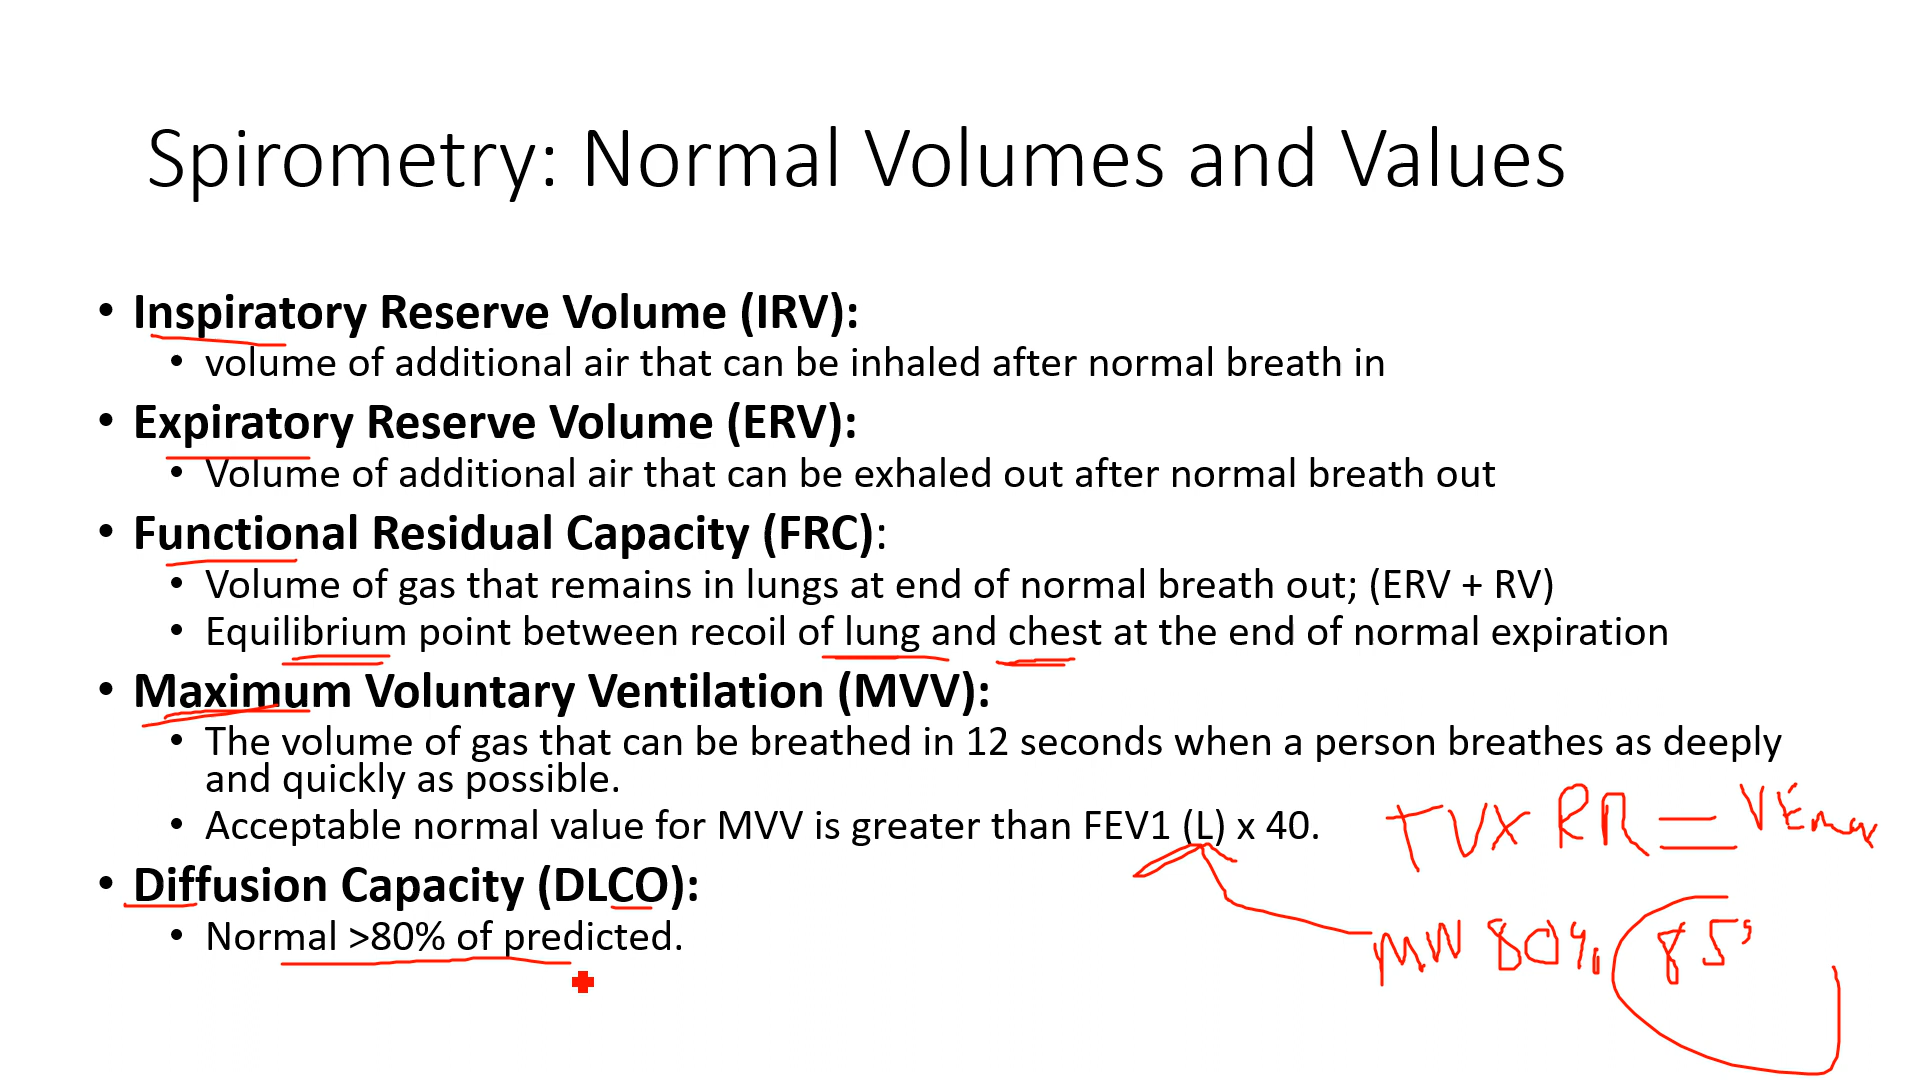 Spirometry: Normal Volumes and Values
• Inspiratory Reserve Volume (IRV):
• volume of additional air that can be inhaled after normal breath in
• Expiratory Reserve Volume (ERV):
• Volume of additional air that can be exhaled out after normal breath out
• Functional Residual Capacity (FRC):
• Volume of gas that remains in lungs at end of normal breath out; (ERV + RV)
• Equilibrium point between recoil of lung and chest at the end of normal expiration
• Maximum Voluntary Ventilation (MVV):
• The volume of gas that can be breathed in 12 seconds when a person breathes as deeply
and quickly as possible.
• Acceptable normal value for MVV is greater than FEV1 (L) x 40.
TVX RR = VEmax
• Diffusion Capacity (DLCO):
• Normal >80% of predicted.
80% 85